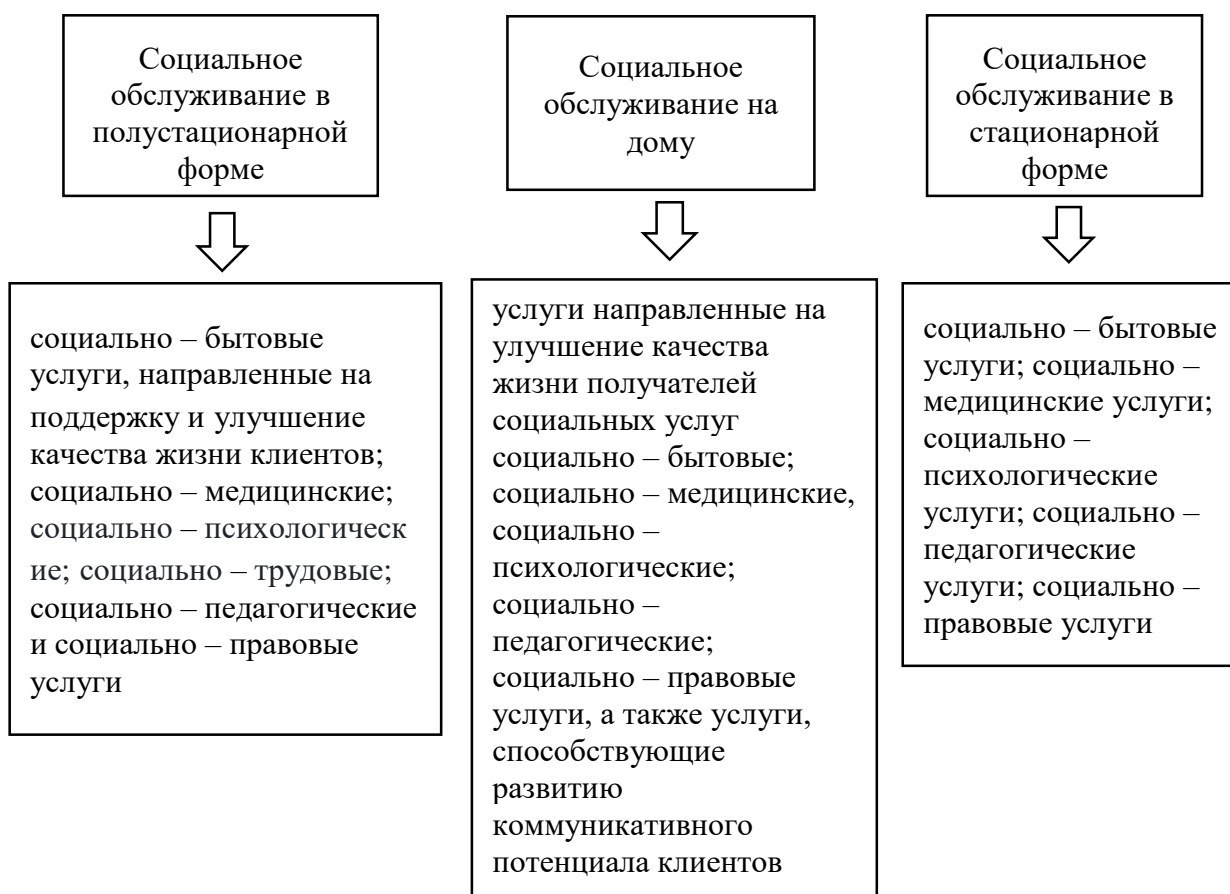 Социальное
обслуживание в
полустационарной
форме
Социальное
обслуживание на
дому
Социальное
обслуживание в
стационарной
форме
социально – бытовые
услуги, направленные на
поддержку и улучшение
качества жизни клиентов;
социально – медицинские;
социально – психологическ
ие; социально – трудовые;
социально – педагогические
и социально – правовые
услуги
услуги направленные на
улучшение качества
жизни получателей
социальных услуг
социально – бытовые;
социально – медицинские,
социально –
психологические;
социально –
педагогические;
социально – правовые
услуги, а также услуги,
способствующие
развитию
коммуникативного
потенциала клиентов
социально – бытовые
услуги; социально –
медицинские услуги;
социально –
психологические
услуги; социально –
педагогические
услуги; социально –
правовые услуги